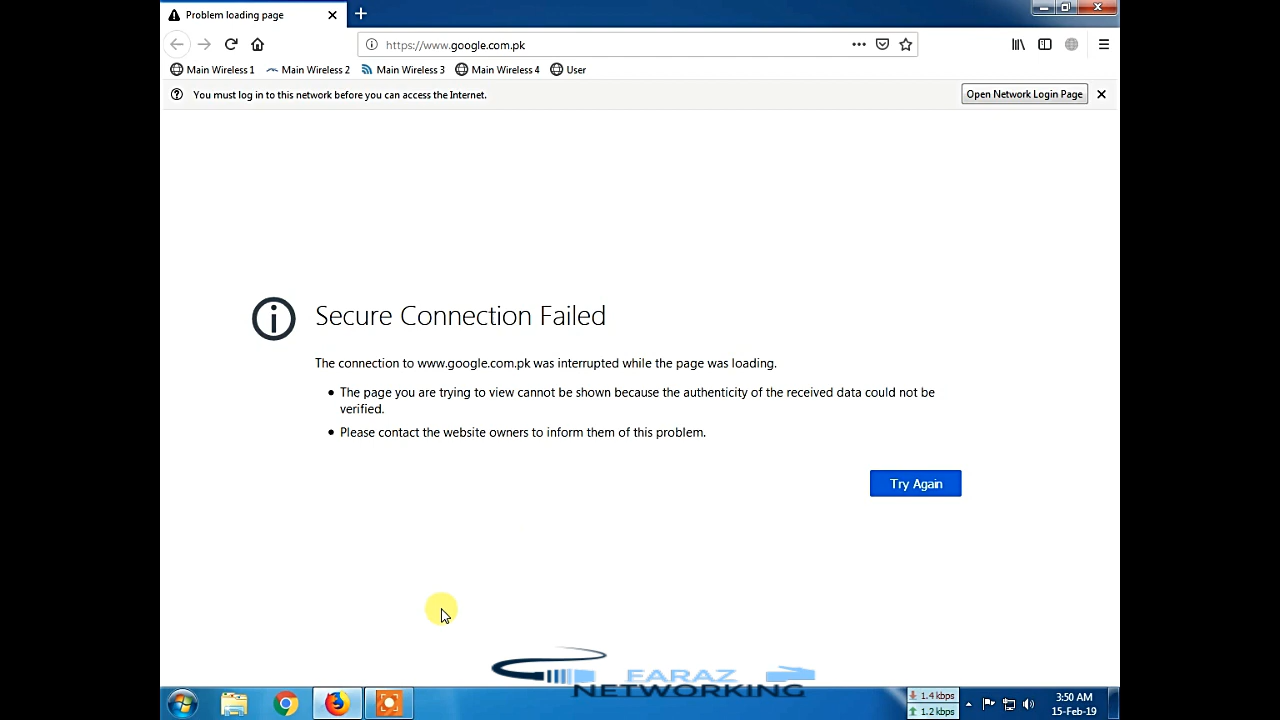 Problem loading page
https://www.google.com.pk
Main Wireless 1 Main Wireless 2 Main Wireless 3 Main Wireless 4 User
You must log in to this network before you can access the Internet. Open Network Login Page
Secure Connection Failed
The connection to www.google.com.pk was interrupted while the page was loading.
The page you are trying to view cannot be shown because the authenticity of the received data could not be
verified.
Please contact the website owners to inform them of this problem.
Try Again
FARAZ
NETWORKING
1.4 kbps
1.2 kbps
3:50 AM
15-Feb-19